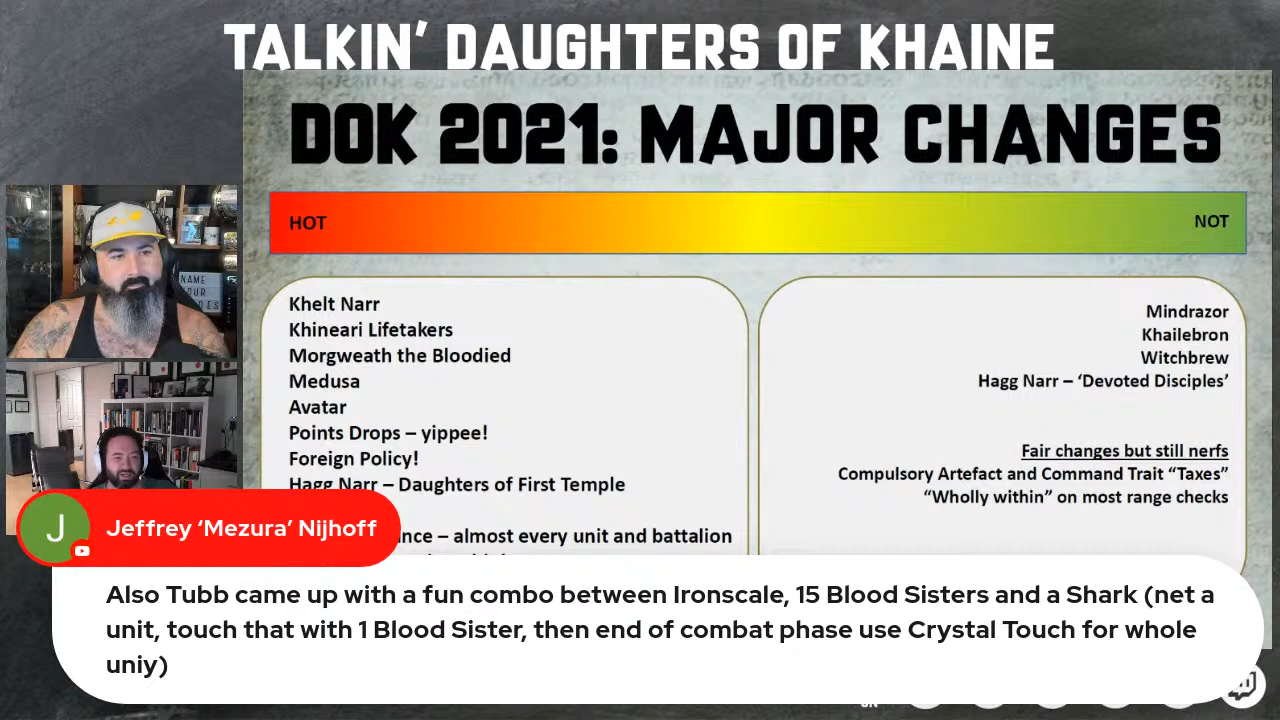 TALKIN' DAUGHTERS OF KHAINE
DOK 2021: MAJOR CHANGES
HOT
NOT
Khelt Narr
Khineari Lifetakers
Morgweath the Bloodied
Medusa
Avatar
Points Drops – yippee!
Foreign Policy!
Hagg Narr – Daughters of First Temple
– almost every unit and battalion
Mindrazor
Khailebron
Witchbrew
Hagg Narr – ‘Devoted Disciples’
Fair changes but still nerfs
Compulsory Artefact and Command Trait “Taxes”
“Wholly within” on most range checks
NAME
J
Jeffrey ‘Mezura’ Nijhoff
Also Tubb came up with a fun combo between Ironscale, 15 Blood Sisters and a Shark (net a
unit, touch that with 1 Blood Sister, then end of combat phase use Crystal Touch for whole
uniy)